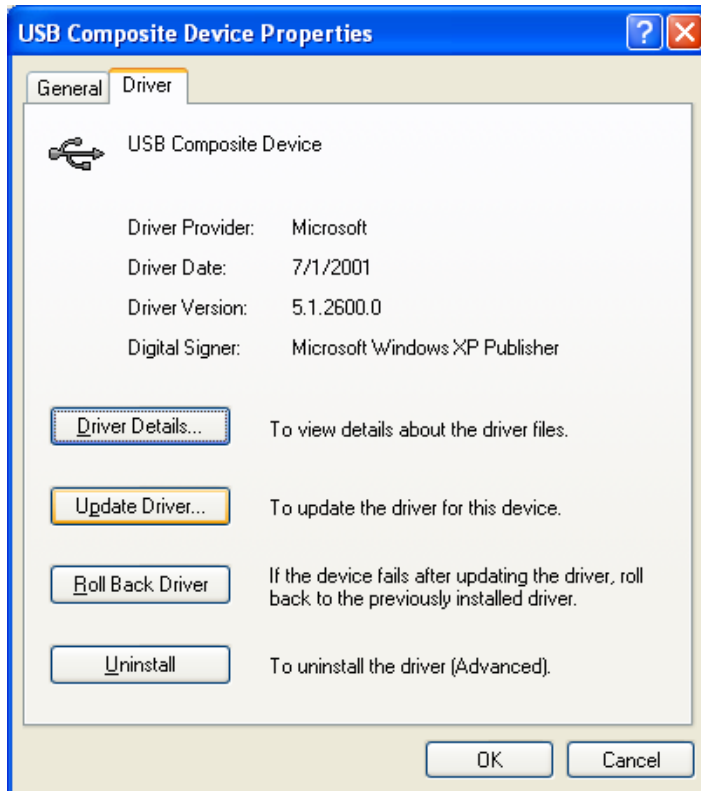 USB Composite Device Properties
General
Driver
USB Composite Device
Driver Provider: Microsoft
Driver Date: 7/1/2001
Driver Version: 5.1.2600.0
Digital Signer: Microsoft Windows XP Publisher
Driver Details... To view details about the driver files.
Update Driver... To update the driver for this device.
Roll Back Driver If the device fails after updating the driver, roll
back to the previously installed driver.
Uninstall To uninstall the driver (Advanced).
OK Cancel